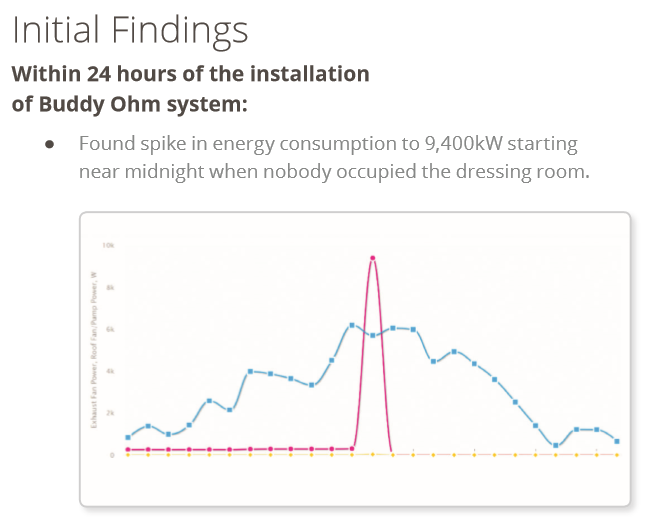 Initial Findings
Within 24 hours of the installation
of Buddy Ohm system:
● Found spike in energy consumption to 9,400kW starting
near midnight when nobody occupied the dressing room.
10k
8k
6k
4k
2k
0
Exhaust Fan Power, Roof Fan/Pump Power, W